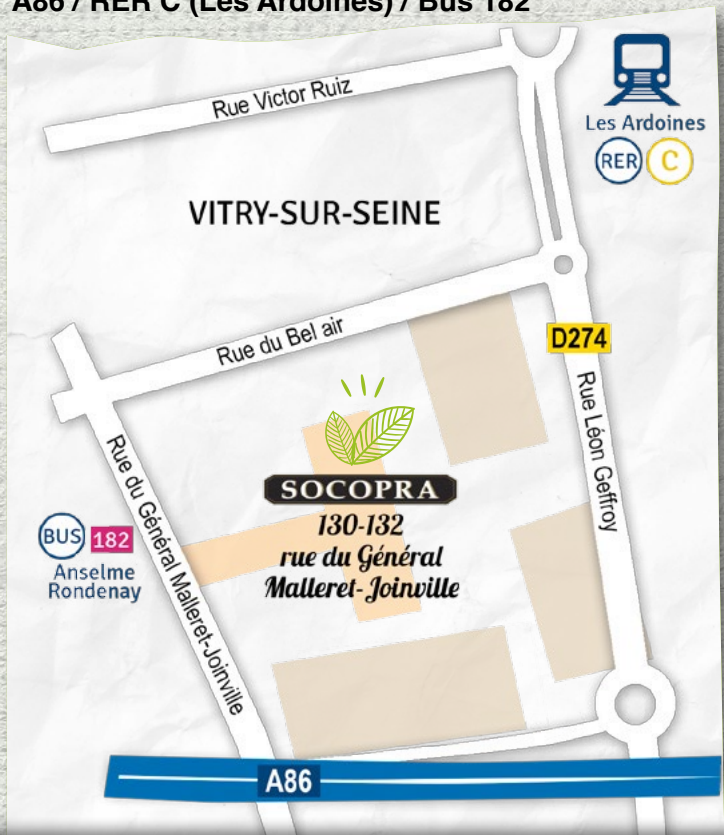 A86 / RER C (Les Ardoines) / Bus 182
Rue Victor Ruiz
Les Ardoines
RER C
VITRY-SUR-SEINE
Rue du Bel air
D274
Rue Léon Geffroy
Rue du Général Malleret-Joinville
SOCOPRA
130-132
rue du Général
Malleret-Joinville
BUS 182
Anselme
Rondenay
A86